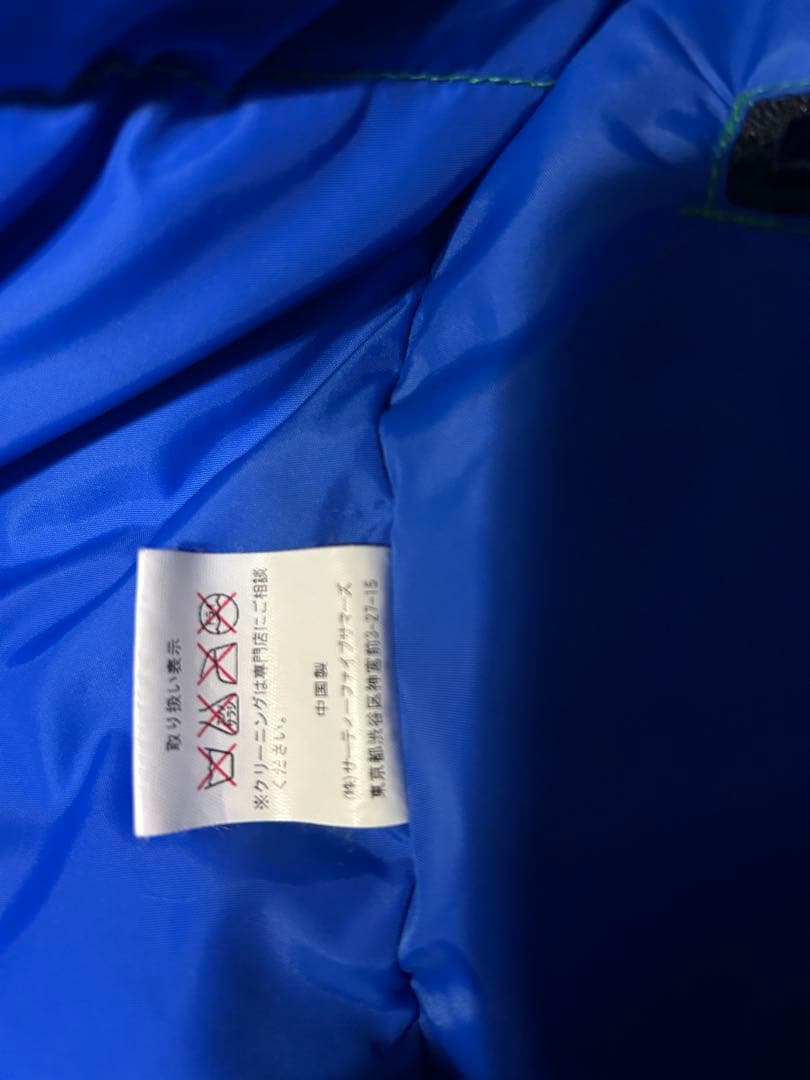 取り扱い表示
※クリーニングは専門店にご相談
ください。
中国製
(株)サーティーファイブサマーズ
東京都渋谷区神宮前3-27-15